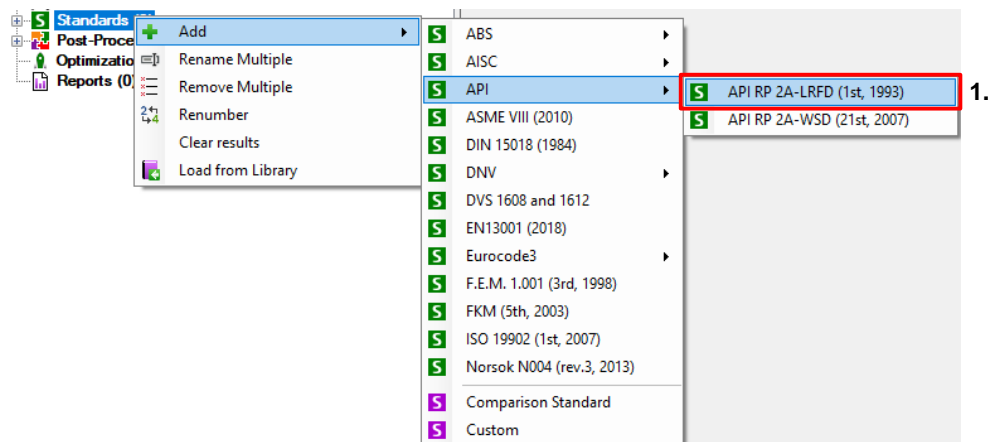 Standards
Post-Proce
Optimizatio
Reports (0)
Add
Rename Multiple
Remove Multiple
Renumber
Clear results
Load from Library
S ABS
S AISC
S API
S ASME VIII (2010)
S DIN 15018 (1984)
S DNV
S DVS 1608 and 1612
S EN13001 (2018)
S Eurocode3
S F.E.M. 1.001 (3rd, 1998)
S FKM (5th, 2003)
S ISO 19902 (1st, 2007)
S Norsok N004 (rev.3, 2013)
S Comparison Standard
S Custom
S API RP 2A-LRFD (1st, 1993) 1.
S API RP 2A-WSD (21st, 2007)